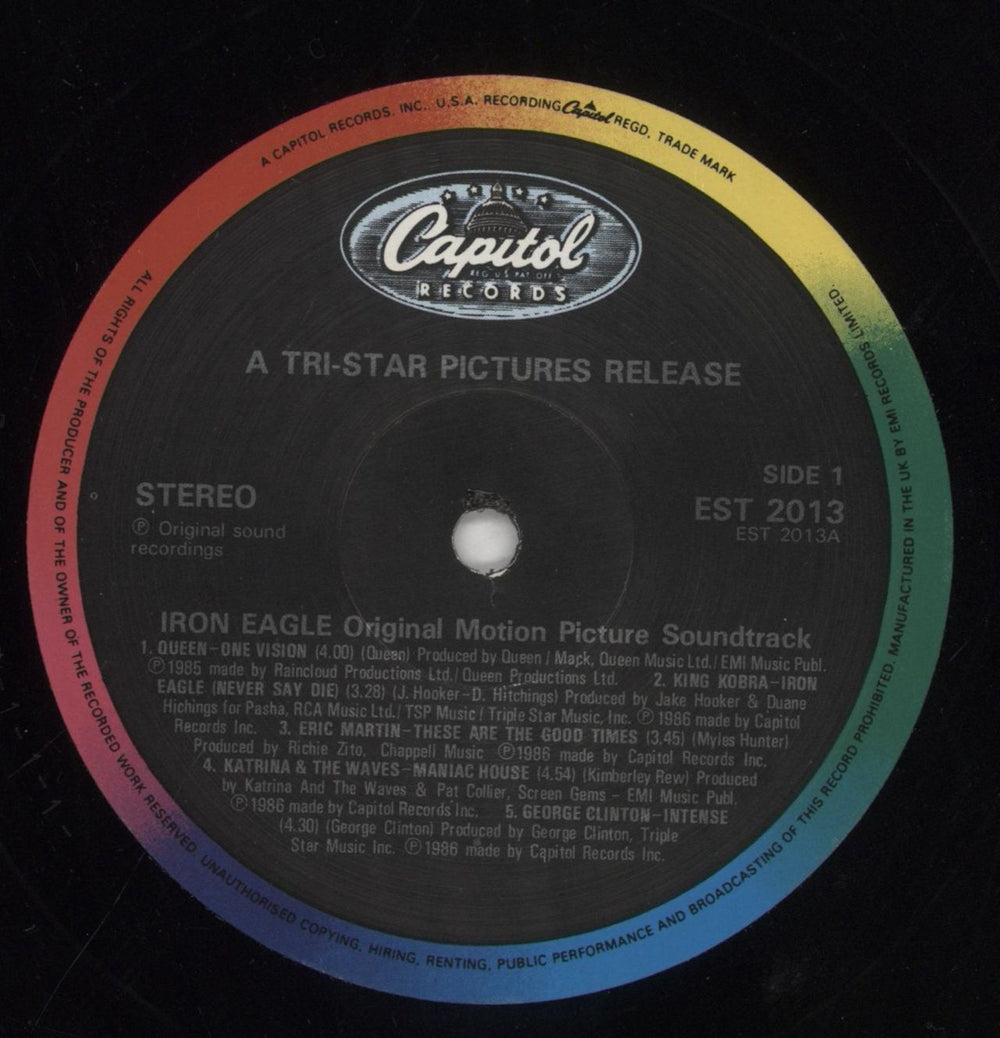 A CAPITOL RECORDS, INC., U.S.A. RECORDING Capitol REGD. TRADE MARK
Capitol
REG U S PAT OFF
RECORDS
A TRI-STAR PICTURES RELEASE
STEREO
Ⓟ Original sound
recordings
SIDE 1
EST 2013
EST 2013A
IRON EAGLE Original Motion Picture Soundtrack
1. QUEEN–ONE VISION (4.00) (Queen) Produced by Queen / Mack, Queen Music Ltd./ EMI Music Publ.
Ⓟ1985 made by Raincloud Productions Ltd./ Queen Productions Ltd. 2. KING KOBRA–IRON
EAGLE (NEVER SAY DIE) (3.28) (J. Hooker–D. Hitchings) Produced by Jake Hooker & Duane
Hichings for Pasha, RCA Music Ltd./ TSP Music / Triple Star Music, Inc. Ⓟ 1986 made by Capitol
Records Inc. 3. ERIC MARTIN–THESE ARE THE GOOD TIMES (3.45) (Myles Hunter)
Produced by Richie Zito. Chappell Music Ⓟ1986 made by Capitol Records Inc.
4. KATRINA & THE WAVES–MANIAC HOUSE (4.54) (Kimberley Rew) Produced
by Katrina And The Waves & Pat Collier, Screen Gems – EMI Music Publ.
Ⓟ1986 made by Capitol Records Inc. 5. GEORGE CLINTON–INTENSE
(4.30) (George Clinton) Produced by George Clinton, Triple
Star Music Inc. Ⓟ1986 made by Capitol Records Inc.
ALL RIGHTS OF THE PRODUCER AND OF THE OWNER OF THE RECORDED WORK RESERVED. UNAUTHORISED COPYING, HIRING, RENTING, PUBLIC PERFORMANCE AND BROADCASTING OF THIS RECORD PROHIBITED. MANUFACTURED IN THE UK BY EMI RECORDS LIMITED.